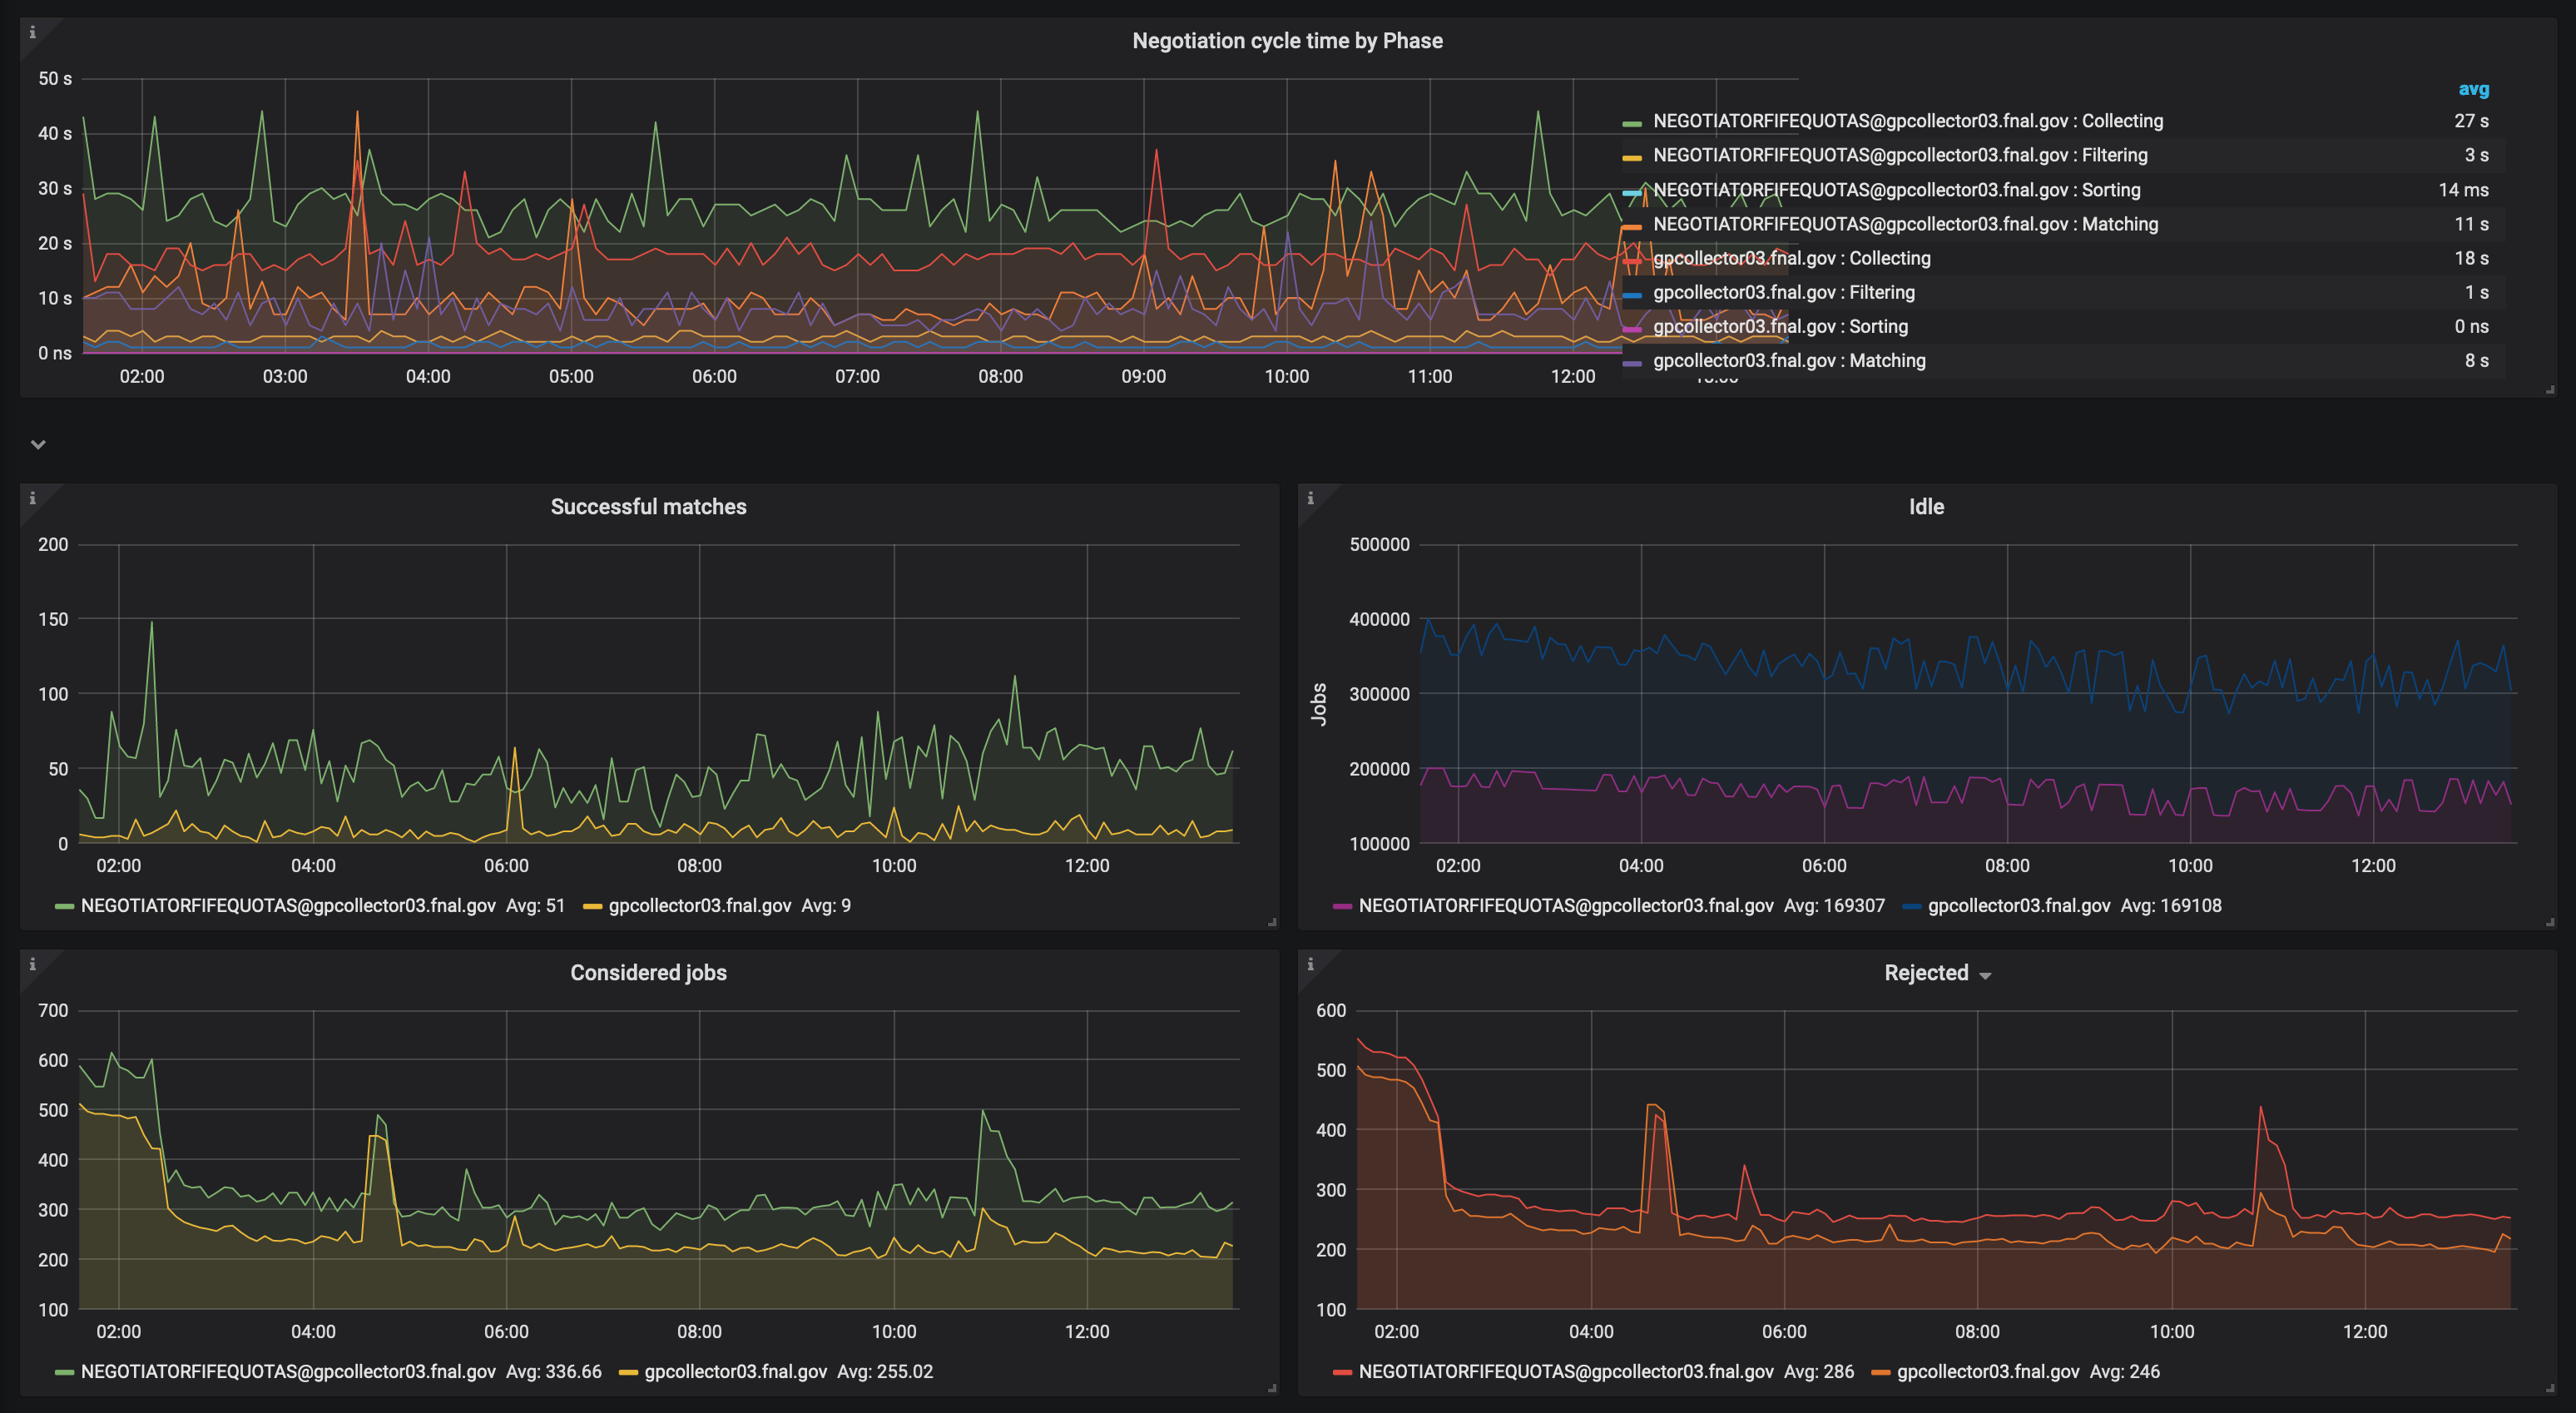 Negotiation cycle time by Phase
50 s
40 s
30 s
20 s
10 s
0 ns
02:00 03:00 04:00 05:00 06:00 07:00 08:00 09:00 10:00 11:00 12:00
avg
NEGOTIATORFIFEQUOTAS@gpcollector03.fnal.gov : Collecting 27 s
NEGOTIATORFIFEQUOTAS@gpcollector03.fnal.gov : Filtering 3 s
NEGOTIATORFIFEQUOTAS@gpcollector03.fnal.gov : Sorting 14 ms
NEGOTIATORFIFEQUOTAS@gpcollector03.fnal.gov : Matching 11 s
gpcollector03.fnal.gov : Collecting 18 s
gpcollector03.fnal.gov : Filtering 1 s
gpcollector03.fnal.gov : Sorting 0 ns
gpcollector03.fnal.gov : Matching 8 s
Successful matches
200
150
100
50
0
02:00 04:00 06:00 08:00 10:00 12:00
NEGOTIATORFIFEQUOTAS@gpcollector03.fnal.gov Avg: 51 gpcollector03.fnal.gov Avg: 9
Idle
Jobs
500000
400000
300000
200000
100000
02:00 04:00 06:00 08:00 10:00 12:00
NEGOTIATORFIFEQUOTAS@gpcollector03.fnal.gov Avg: 169307 gpcollector03.fnal.gov Avg: 169108
Considered jobs
700
600
500
400
300
200
100
02:00 04:00 06:00 08:00 10:00 12:00
NEGOTIATORFIFEQUOTAS@gpcollector03.fnal.gov Avg: 336.66 gpcollector03.fnal.gov Avg: 255.02
Rejected
600
500
400
300
200
100
02:00 04:00 06:00 08:00 10:00 12:00
NEGOTIATORFIFEQUOTAS@gpcollector03.fnal.gov Avg: 286 gpcollector03.fnal.gov Avg: 246